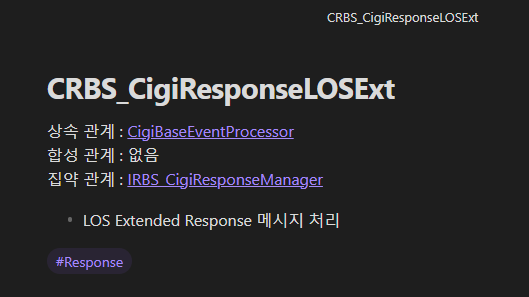 CRBS_CigiResponseLOSExt
CRBS_CigiResponseLOSExt
상속 관계 : CigiBaseEventProcessor
합성 관계 : 없음
집약 관계 : IRBS_CigiResponseManager
• LOS Extended Response 메시지 처리
#Response